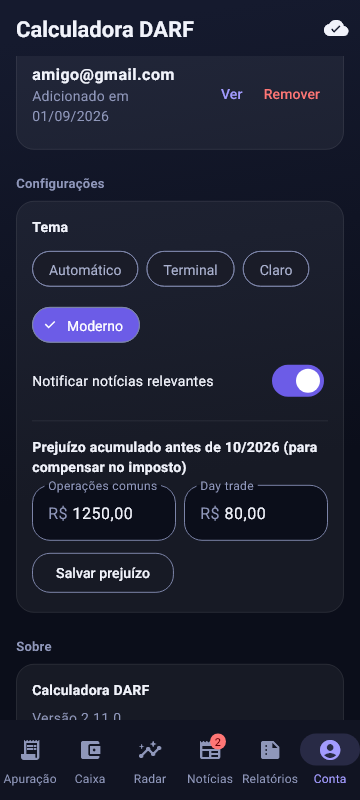 Calculadora DARF
amigo@gmail.com
Adicionado em
01/09/2026
Ver
Remover
Configurações
Tema
Automático
Terminal
Claro
Moderno
Notificar notícias relevantes
Prejuízo acumulado antes de 10/2026 (para
compensar no imposto)
Operações comuns
R$ 1250,00
Day trade
R$ 80,00
Salvar prejuízo
Sobre
Calculadora DARF
Versão 2.11.0
2
Apuração
Caixa
Radar
Notícias
Relatórios
Conta